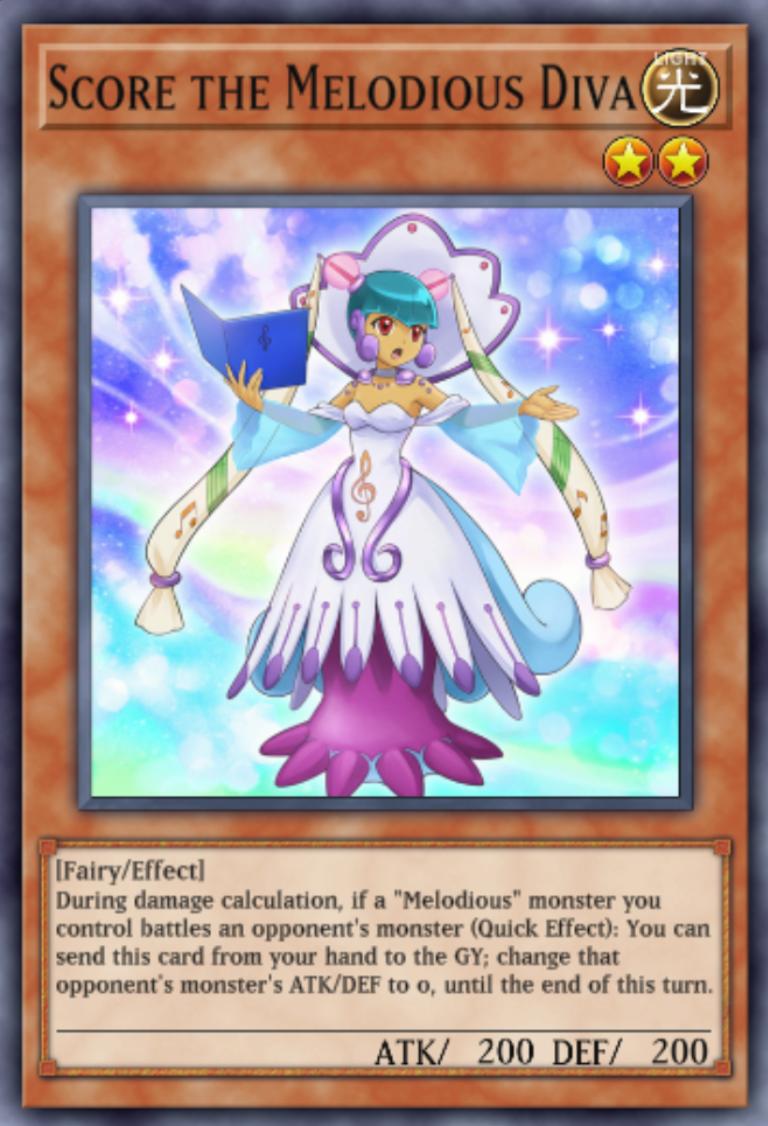 SCORE THE MELODIOUS DIVA
LIGHT
光
[Fairy/Effect]
During damage calculation, if a "Melodious" monster you
control battles an opponent's monster (Quick Effect): You can
send this card from your hand to the GY; change that
opponent's monster's ATK/DEF to 0, until the end of this turn.
ATK/ 200 DEF/ 200